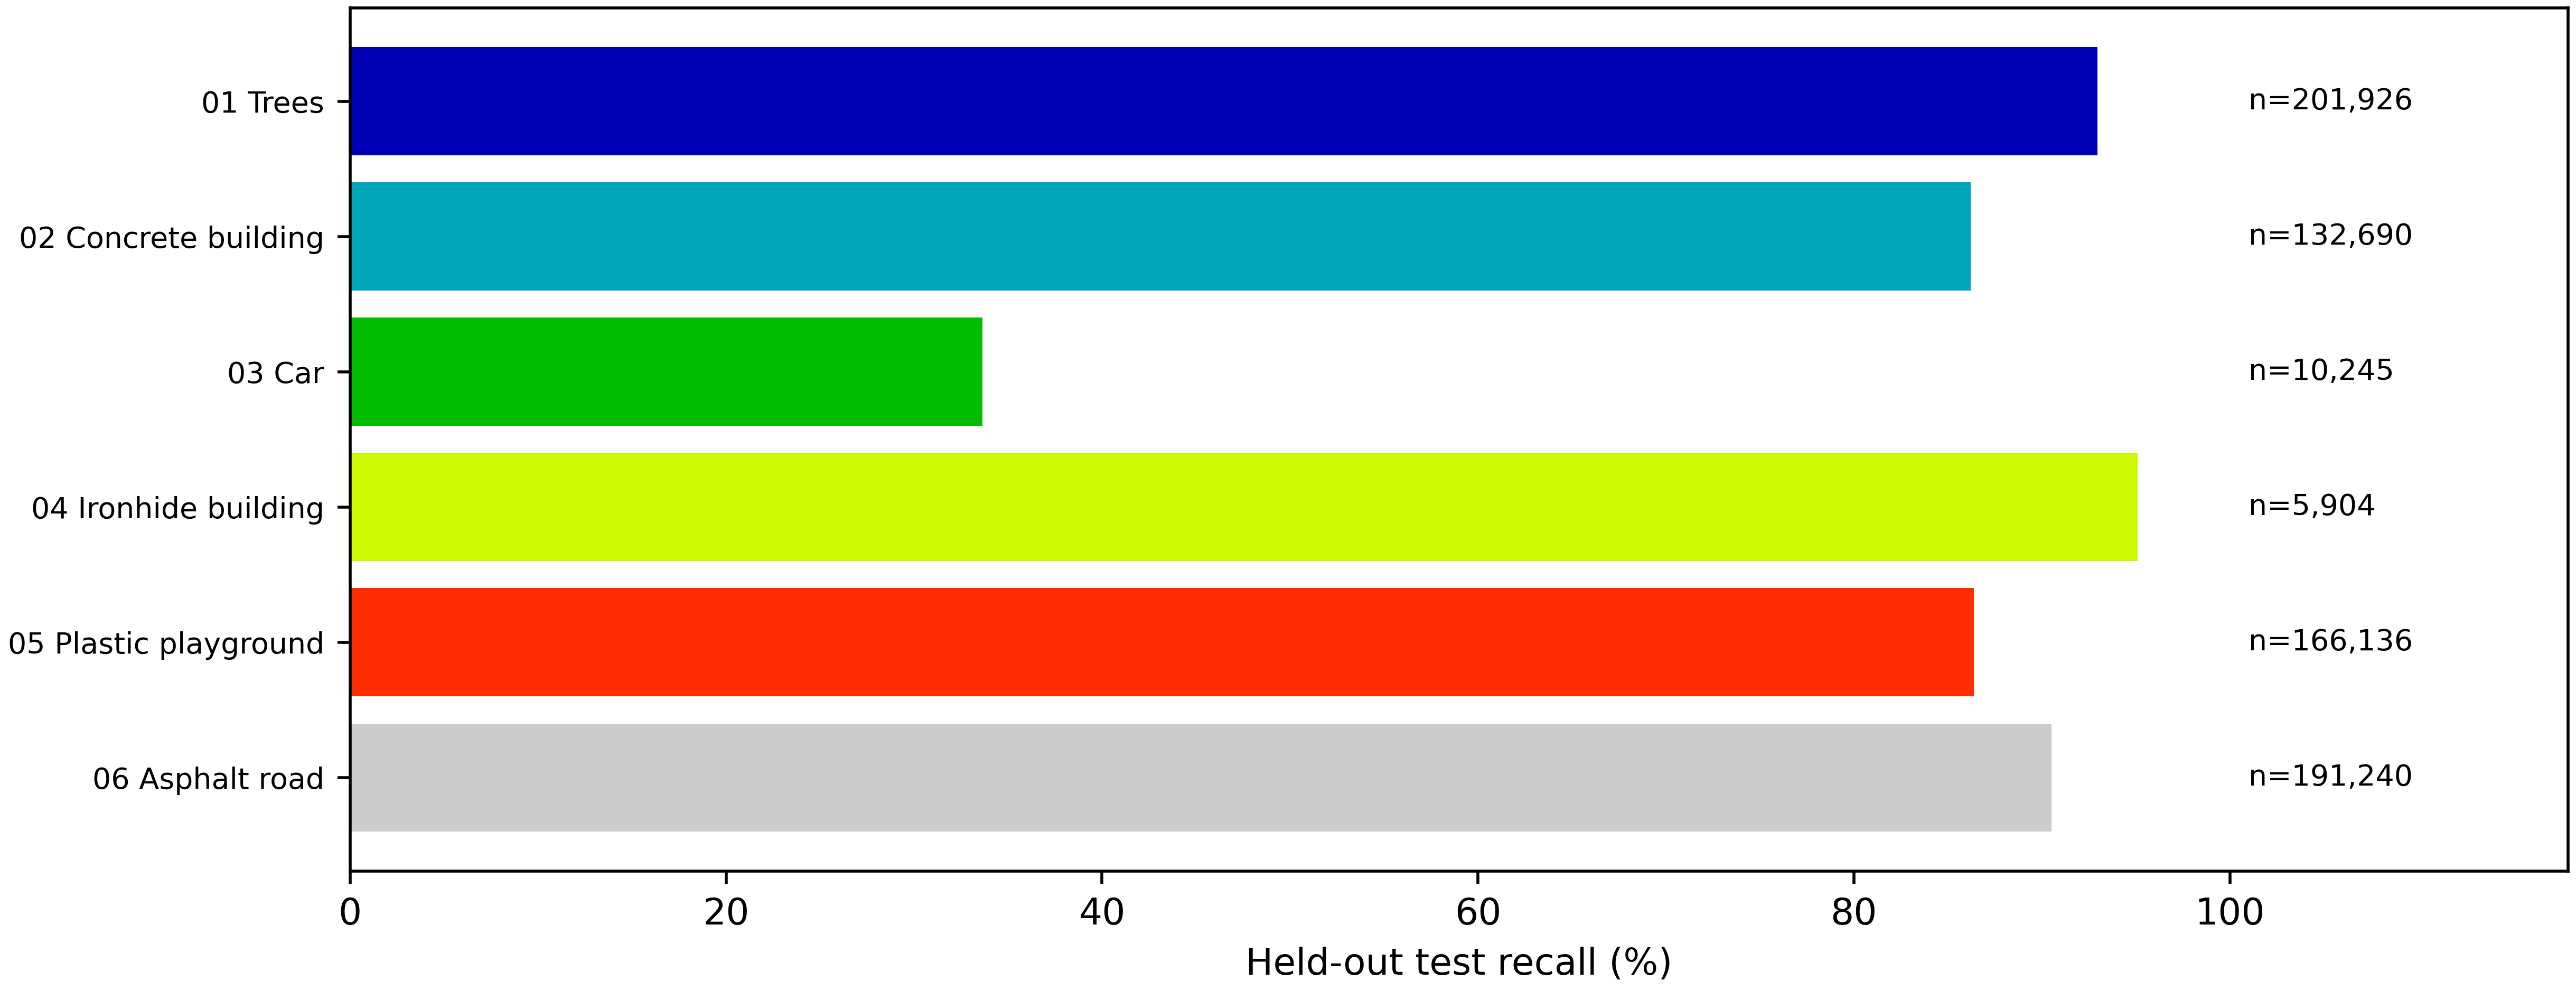 01 Trees
n=201,926
02 Concrete building
n=132,690
03 Car
n=10,245
04 Ironhide building
n=5,904
05 Plastic playground
n=166,136
06 Asphalt road
n=191,240
0 20 40 60 80 100
Held-out test recall (%)